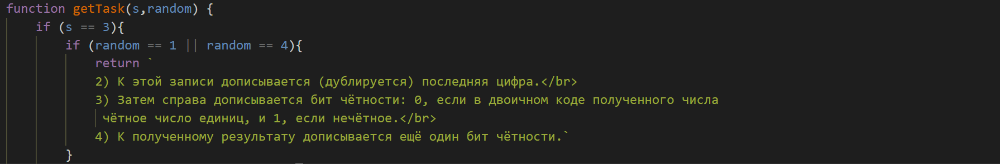 function getTask(s,random) {
if (s == 3){
if (random == 1 || random == 4){
return `
2) К этой записи дописывается (дублируется) последняя цифра.</br>
3) Затем справа дописывается бит чётности: 0, если в двоичном коде полученного числа
чётное число единиц, и 1, если нечётное.</br>
4) К полученному результату дописывается ещё один бит чётности.`
}